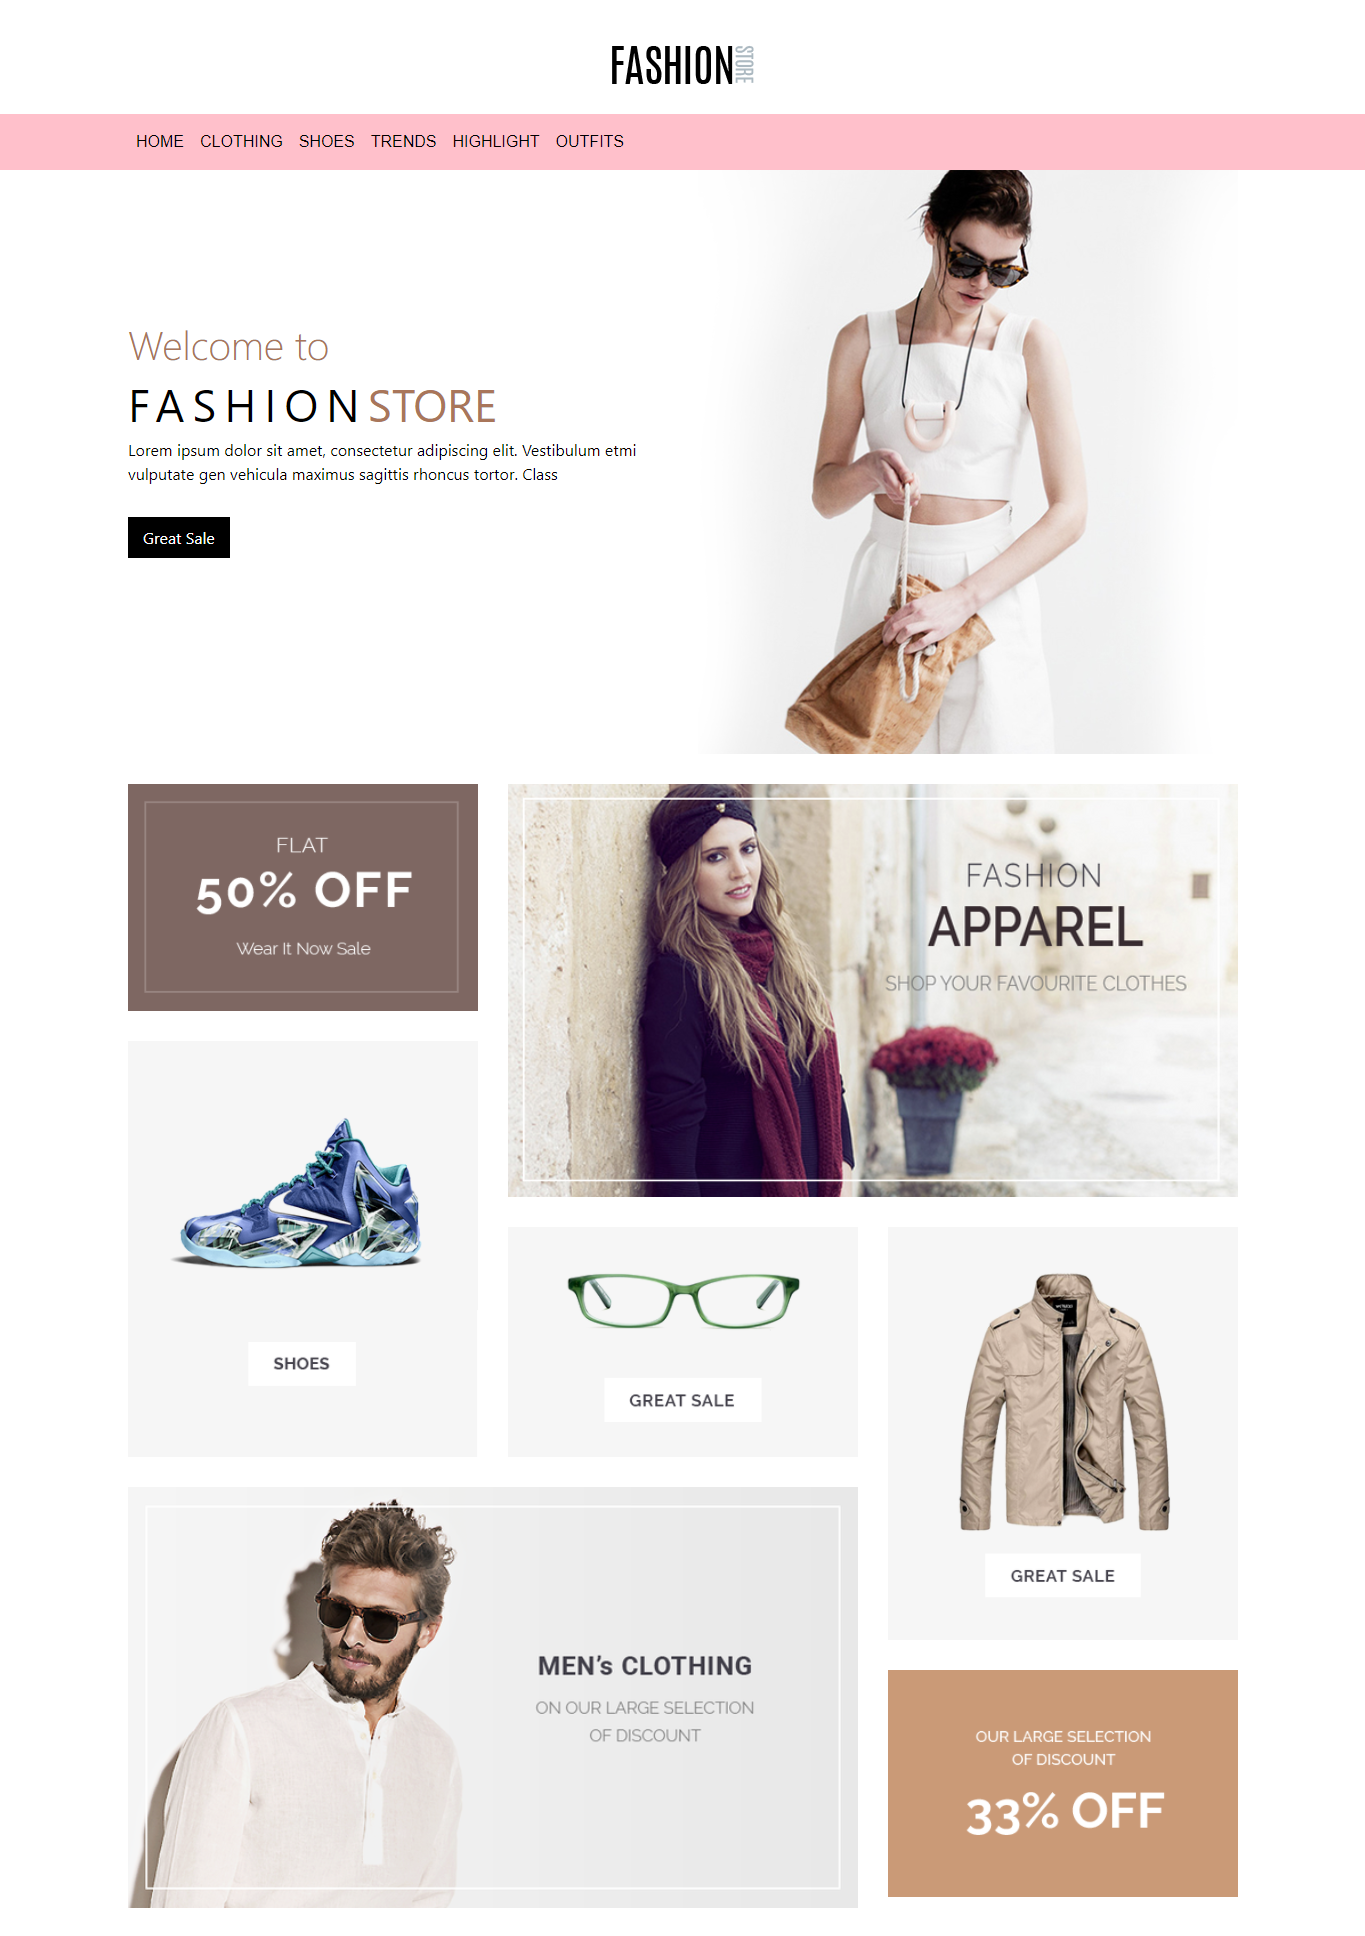 FASHION STORE
HOME CLOTHING SHOES TRENDS HIGHLIGHT OUTFITS
Welcome to
FASHION STORE
Lorem ipsum dolor sit amet, consectetur adipiscing elit. Vestibulum etmi
vulputate gen vehicula maximus sagittis rhoncus tortor. Class
Great Sale
FLAT
50% OFF
Wear It Now Sale
FASHION
APPAREL
SHOP YOUR FAVOURITE CLOTHES
SHOES
GREAT SALE
GREAT SALE
MEN's CLOTHING
ON OUR LARGE SELECTION
OF DISCOUNT
OUR LARGE SELECTION
OF DISCOUNT
33% OFF